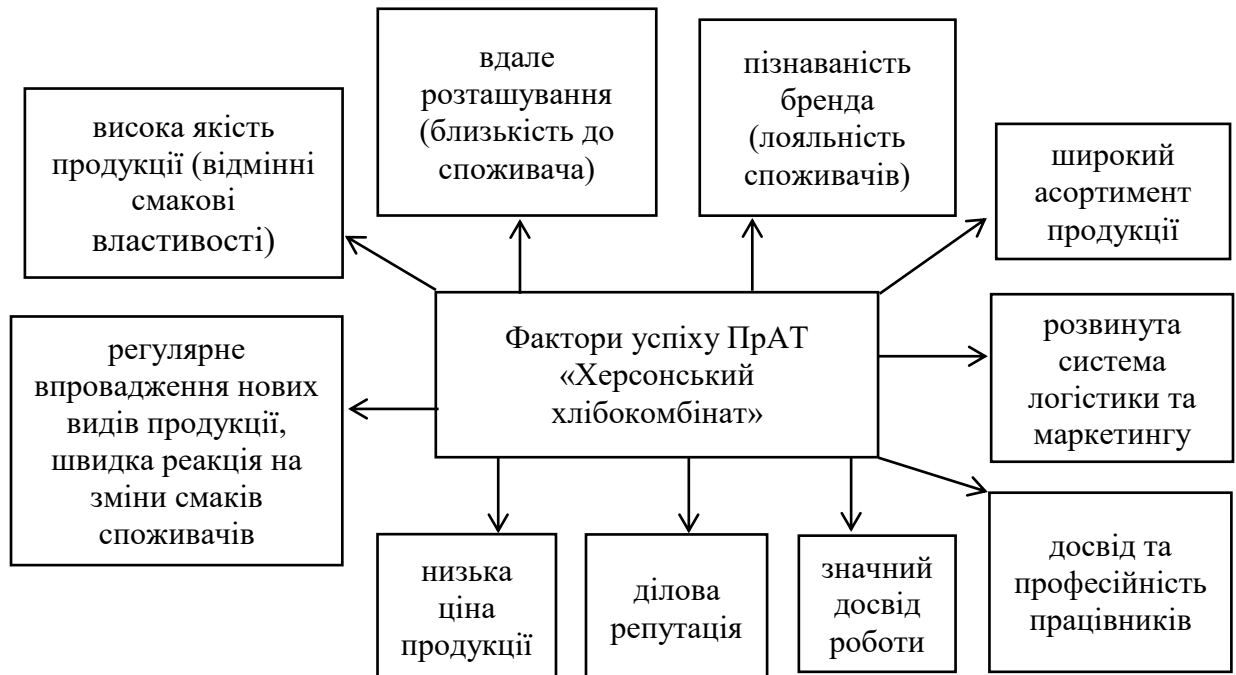 вдале
розташування
(близькість до
споживача)
пізнаваність
бренда
(лояльність
споживачів)
висока якість
продукції (відмінні
смакові
властивості)
широкий
асортимент
продукції
Фактори успіху ПрАТ
«Херсонський
хлібокомбінат»
регулярне
впровадження нових
видів продукції,
швидка реакція на
зміни смаків
споживачів
розвинута
система
логістики та
маркетингу
низька
ціна
продукції
ділова
репутація
значний
досвід
роботи
досвід та
професійність
працівників